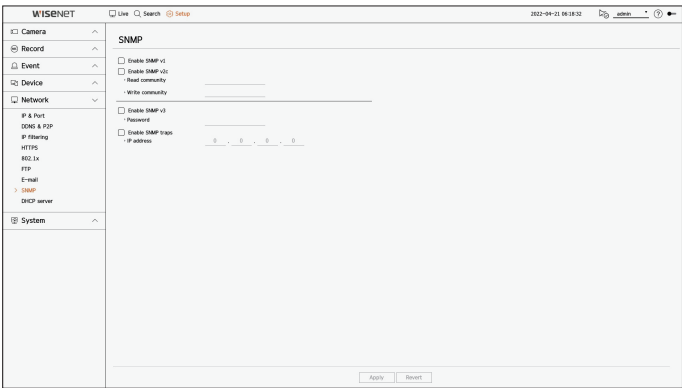 WISENET
Live Search Setup
2022-04-21 06:18:32 admin ?
Camera
Record
Event
Device
Network
IP & Port
DDNS & P2P
IP filtering
HTTPS
802.1x
FTP
E-mail
> SNMP
DHCP server
System
SNMP
Enable SNMP v1
Enable SNMP v2c
· Read community
· Write community
Enable SNMP v3
· Password
Enable SNMP traps
· IP address 0 . 0 . 0 . 0
Apply Revert